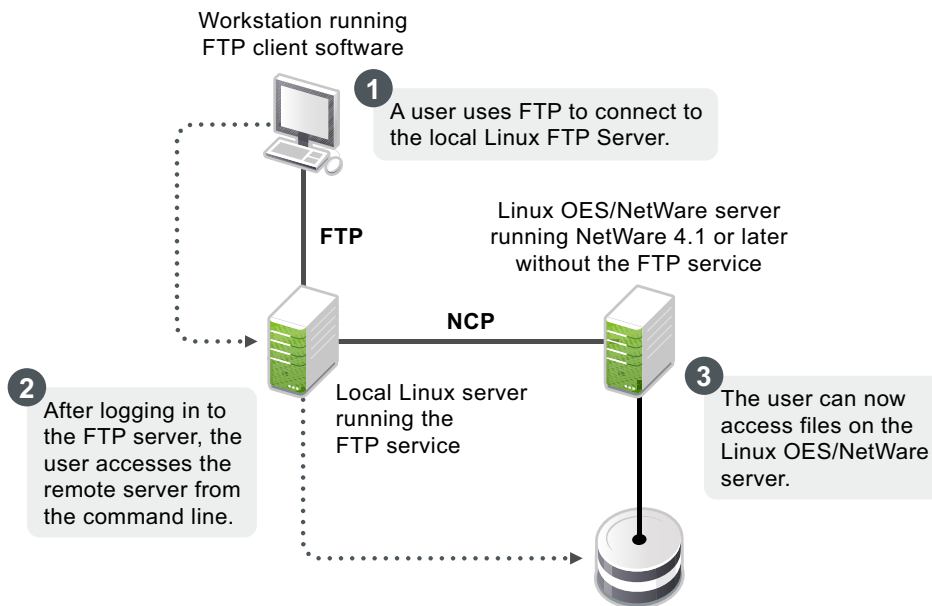 Workstation running
FTP client software
1
A user uses FTP to connect to
the local Linux FTP Server.
FTP
Linux OES/NetWare server
running NetWare 4.1 or later
without the FTP service
NCP
2
After logging in to
the FTP server, the
user accesses the
remote server from
the command line.
Local Linux server
running the
FTP service
3
The user can now
access files on the
Linux OES/NetWare
server.